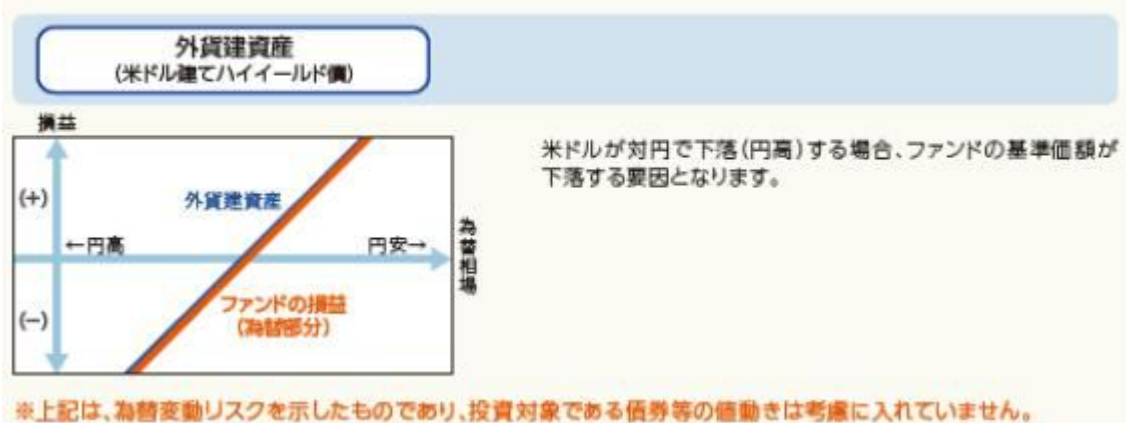 外貨建資産
(米ドル建てハイイールド債)
損益
(+)
外貨建資産
←円高
円安→
為替相場
(−)
ファンドの損益
(為替部分)
米ドルが対円で下落(円高)する場合、ファンドの基準価額が
下落する要因となります。
※上記は、為替変動リスクを示したものであり、投資対象である債券等の値動きは考慮に入れていません。